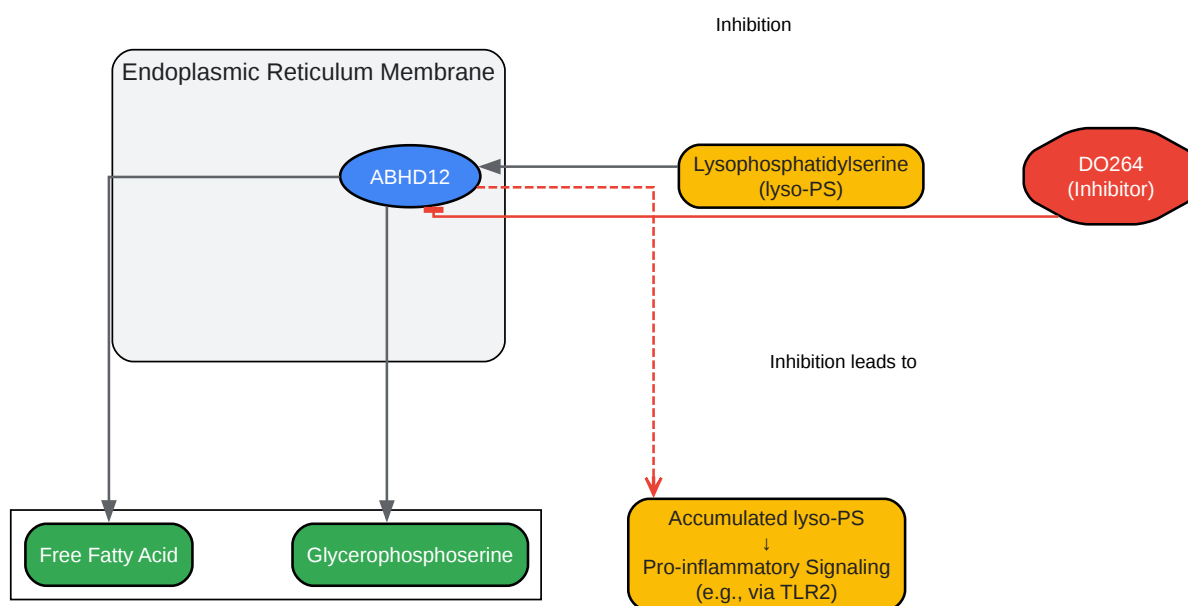 Inhibition
Endoplasmic Reticulum Membrane
ABHD12
Lysophosphatidylserine
(lyso-PS)
DO264
(Inhibitor)
Inhibition leads to
Free Fatty Acid
Glycerophosphoserine
Accumulated lyso-PS
↓
Pro-inflammatory Signaling
(e.g., via TLR2)